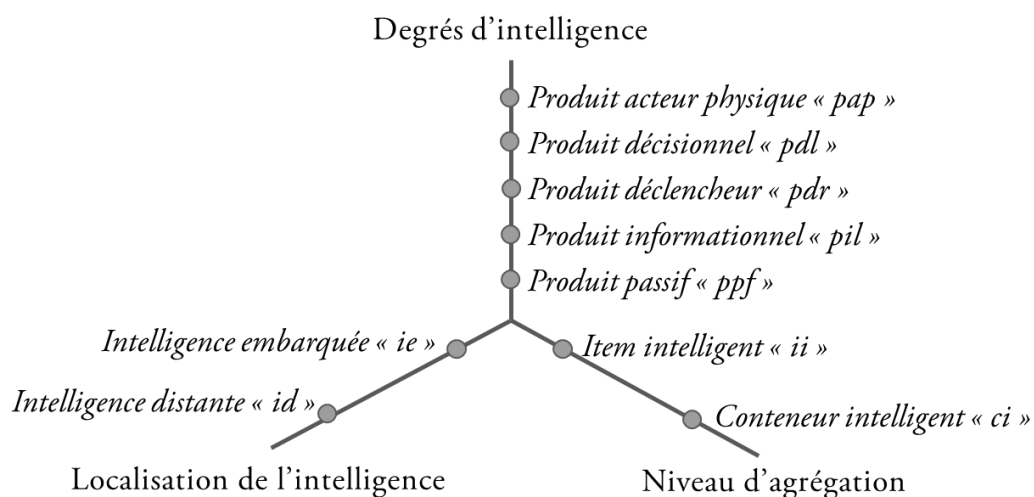 Degrés d’intelligence
Produit acteur physique « pap »
Produit décisionnel « pdl »
Produit déclencheur « pdr »
Produit informationnel « pil »
Produit passif « ppf »
Intelligence embarquée « ie »
Item intelligent « ii »
Intelligence distante « id »
Conteneur intelligent « ci »
Localisation de l’intelligence
Niveau d’agrégation